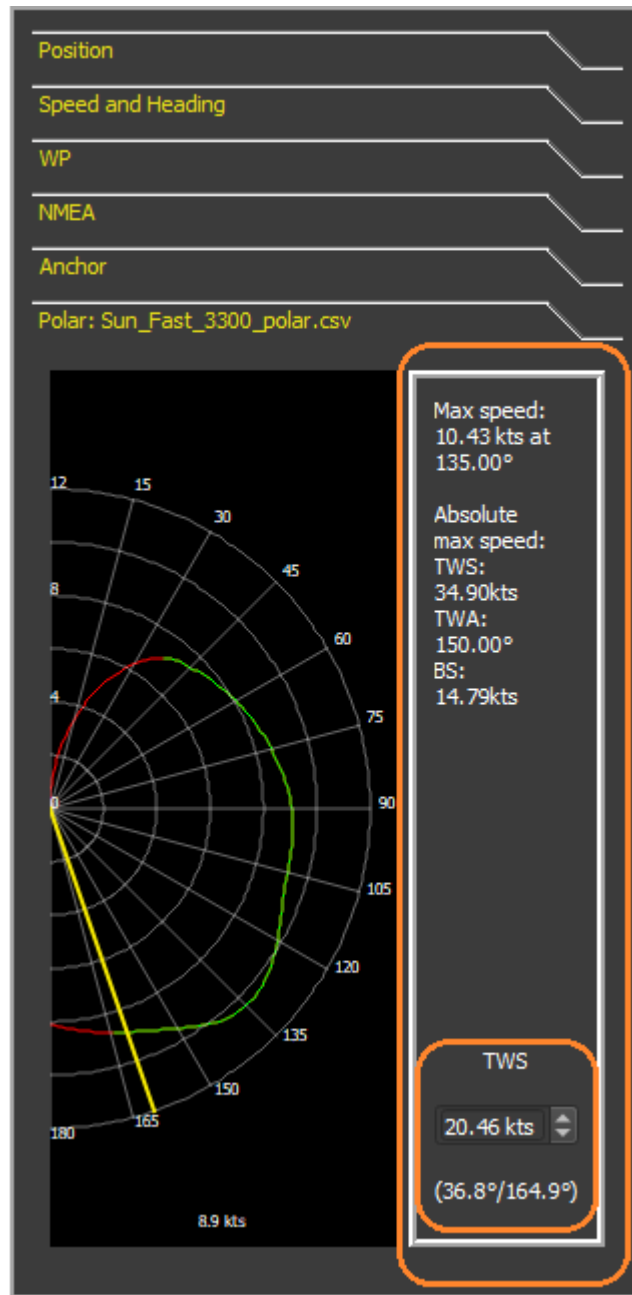 Position
Speed and Heading
WP
NMEA
Anchor
Polar: Sun_Fast_3300_polar.csv
12
15
30
45
60
75
90
105
120
135
150
165
180
8
4
0
8.9 kts
Max speed:
10.43 kts at
135.00°
Absolute
max speed:
TWS:
34.90kts
TWA:
150.00°
BS:
14.79kts
TWS
20.46 kts
(36.8°/164.9°)